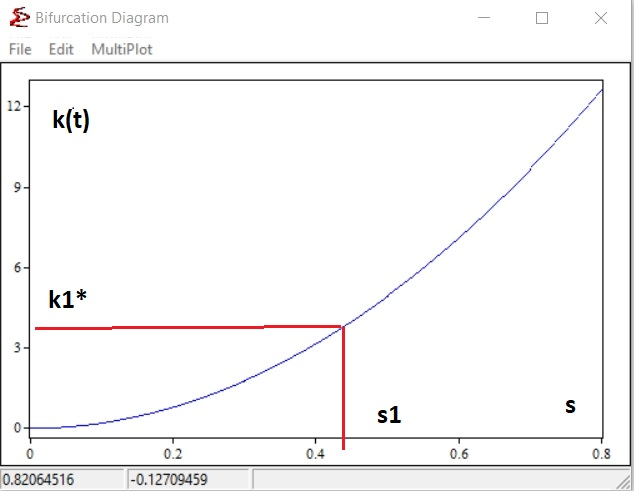 Bifurcation Diagram
File Edit MultiPlot
k(t)
12
9
6
k1*
3
0
s1
s
0 0.2 0.4 0.6 0.8
0.82064516 -0.12709459